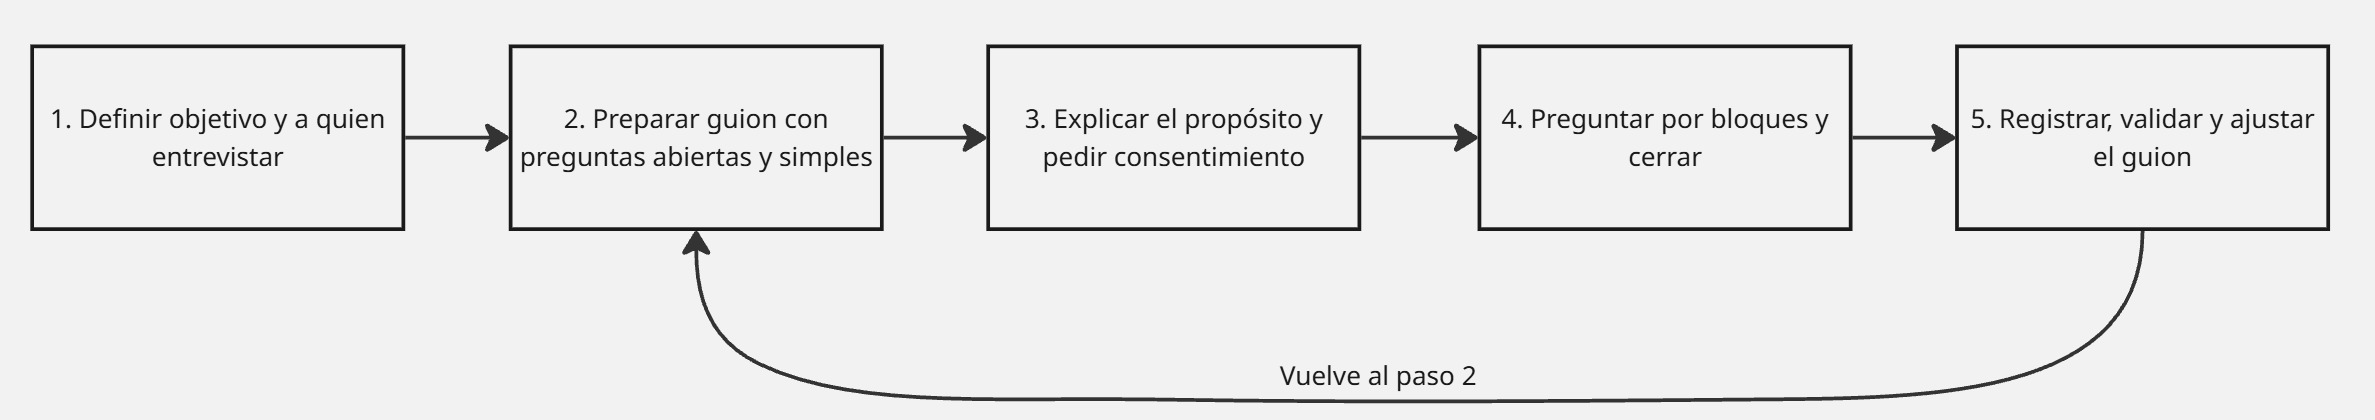 1. Definir objetivo y a quien
entrevistar
2. Preparar guion con
preguntas abiertas y simples
3. Explicar el propósito y
pedir consentimiento
4. Preguntar por bloques y
cerrar
5. Registrar, validar y ajustar
el guion
Vuelve al paso 2